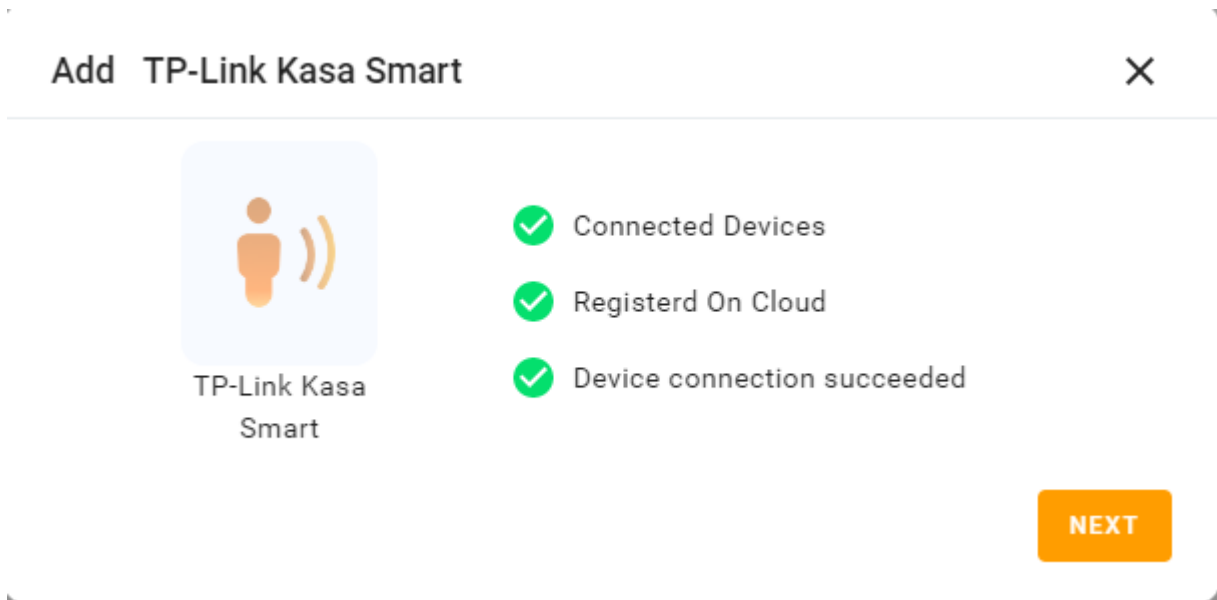 Add TP-Link Kasa Smart
Connected Devices
Registerd On Cloud
Device connection succeeded
TP-Link Kasa
Smart
NEXT